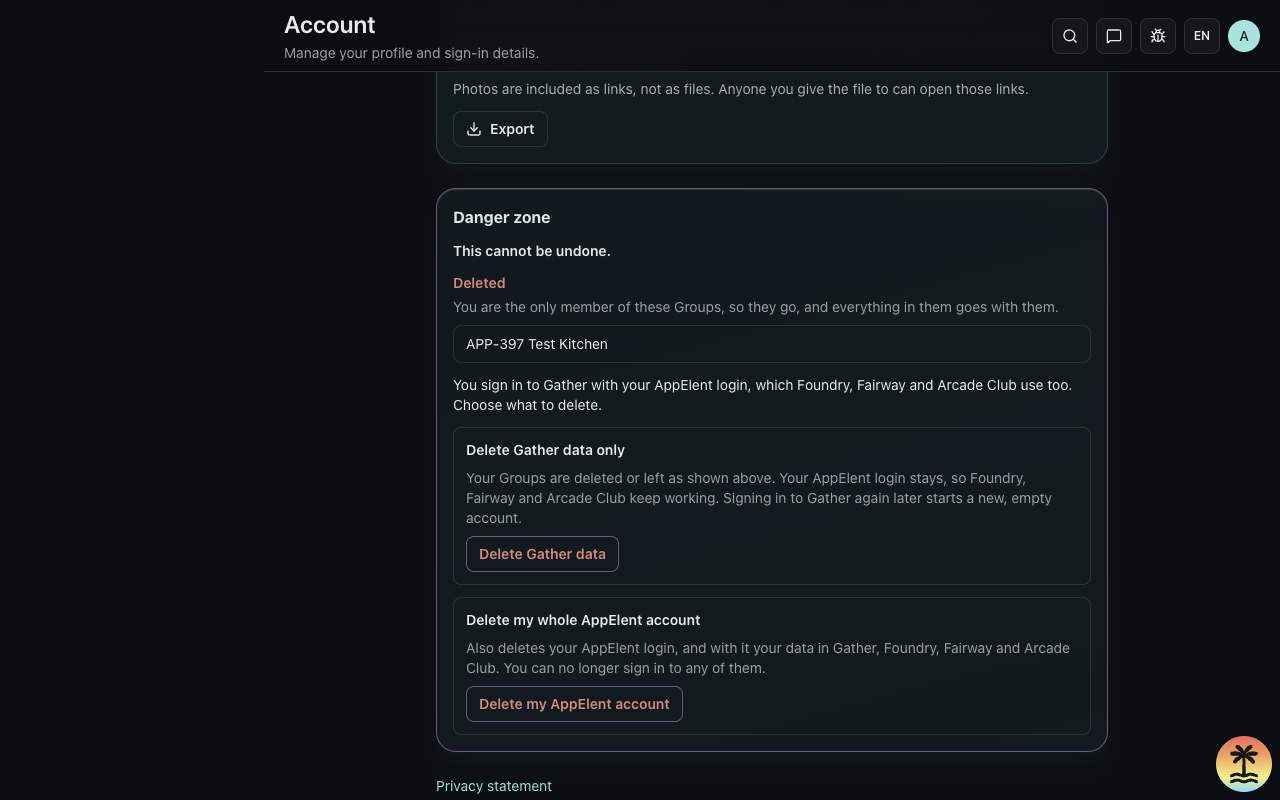 Account
Manage your profile and sign-in details.
EN
A
Photos are included as links, not as files. Anyone you give the file to can open those links.
Export
Danger zone
This cannot be undone.
Deleted
You are the only member of these Groups, so they go, and everything in them goes with them.
APP-397 Test Kitchen
You sign in to Gather with your AppElent login, which Foundry, Fairway and Arcade Club use too.
Choose what to delete.
Delete Gather data only
Your Groups are deleted or left as shown above. Your AppElent login stays, so Foundry,
Fairway and Arcade Club keep working. Signing in to Gather again later starts a new, empty
account.
Delete Gather data
Delete my whole AppElent account
Also deletes your AppElent login, and with it your data in Gather, Foundry, Fairway and Arcade
Club. You can no longer sign in to any of them.
Delete my AppElent account
Privacy statement